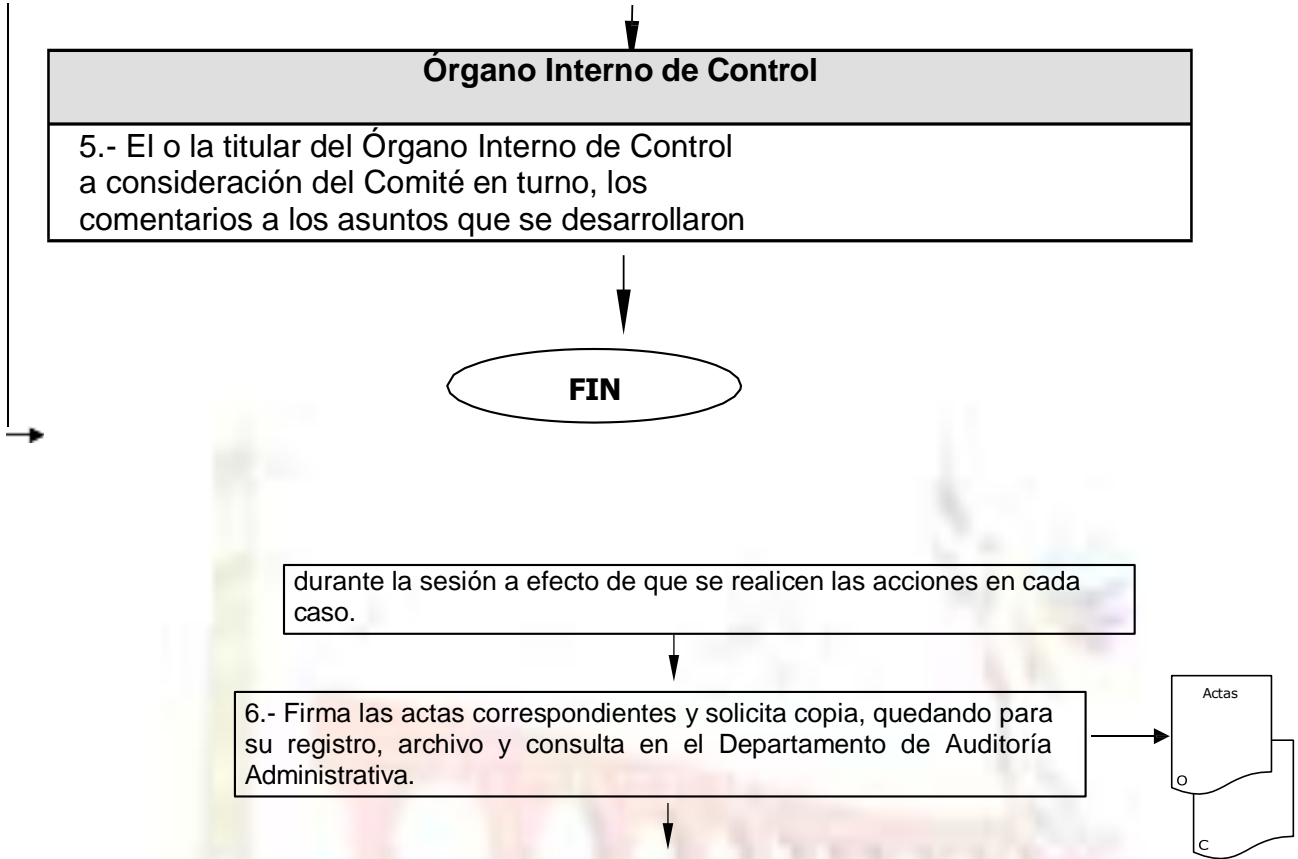 Órgano Interno de Control
5.- El o la titular del Órgano Interno de Control
a consideración del Comité en turno, los
comentarios a los asuntos que se desarrollaron
FIN
durante la sesión a efecto de que se realicen las acciones en cada
caso.
6.- Firma las actas correspondientes y solicita copia, quedando para
su registro, archivo y consulta en el Departamento de Auditoría
Administrativa.
Actas
O
C